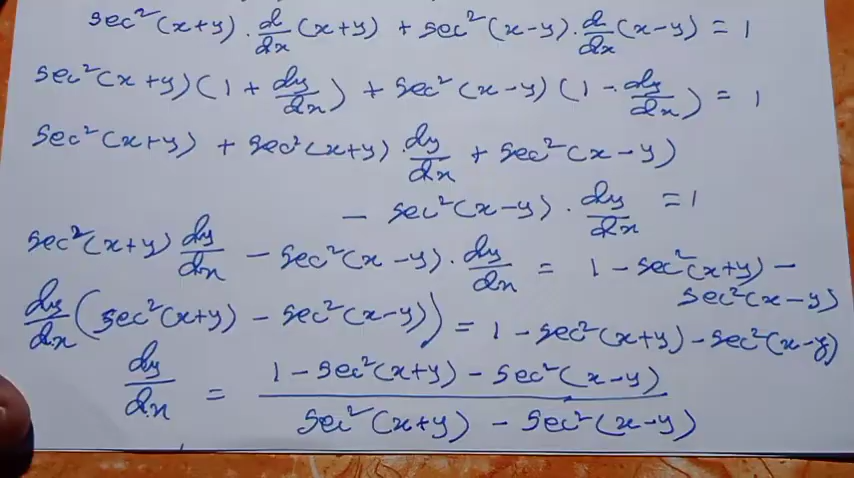 sec²(x+y) . d/dx (x+y) + sec²(x-y) . d/dx (x-y) = 1
sec²(x+y) (1 + dy/dx) + sec²(x-y) (1 - dy/dx) = 1
sec²(x+y) + sec²(x+y) . dy/dx + sec²(x-y)
- sec²(x-y) . dy/dx = 1
sec²(x+y) dy/dx - sec²(x-y) . dy/dx = 1 - sec²(x+y) -
sec²(x-y)
dy/dx (sec²(x+y) - sec²(x-y)) = 1 - sec²(x+y) - sec²(x-y)
dy/dx = (1 - sec²(x+y) - sec²(x-y)) / (sec²(x+y) - sec²(x-y))